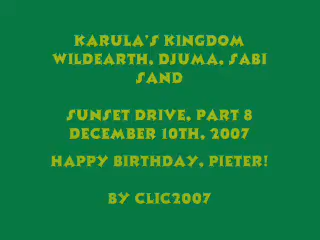 KARULA'S KINGDOM
WILDEARTH, DJUMA, SABI
SAND
SUNSET DRIVE, PART 8
DECEMBER 10TH, 2007
HAPPY BIRTHDAY, PIETER!
BY CLIC2007